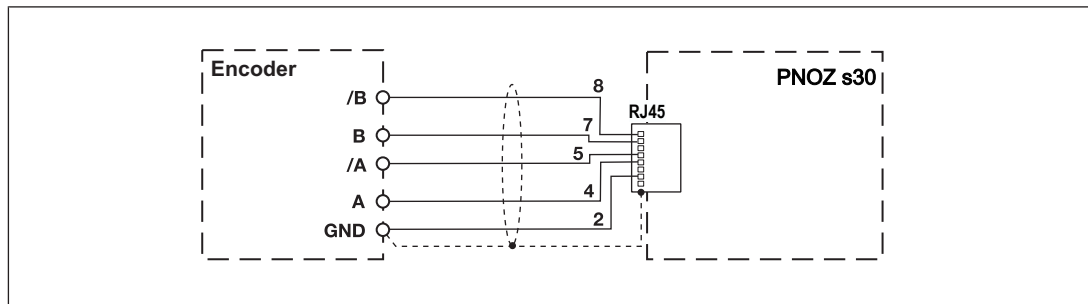 Encoder
PNOZ s30
RJ45
/B 8
B 7
/A 5
A 4
GND 2